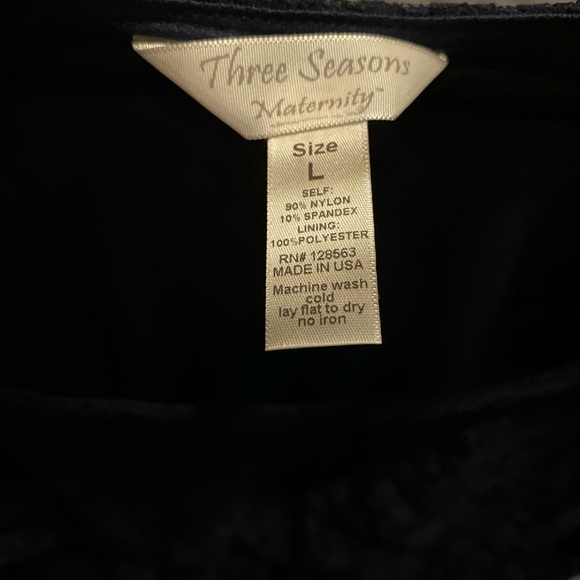 Three Seasons
Maternity™
Size
L
SELF:
90% NYLON
10% SPANDEX
LINING:
100%POLYESTER
RN# 128563
MADE IN USA
Machine wash
cold
lay flat to dry
no iron